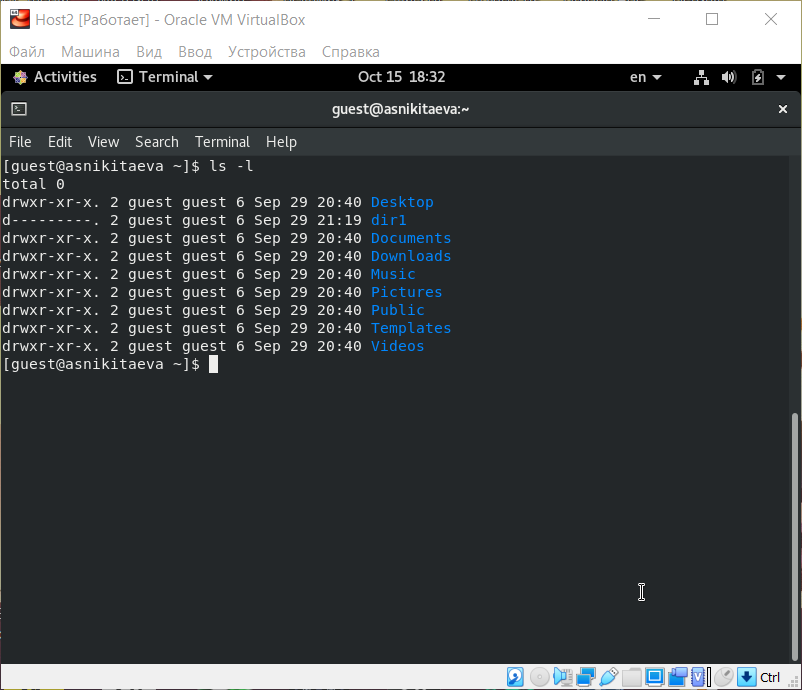 Host2 [Работает] - Oracle VM VirtualBox
Файл Машина Вид Ввод Устройства Справка
Activities Terminal Oct 15 18:32 en
guest@asnikitaeva:~
File Edit View Search Terminal Help
[guest@asnikitaeva ~]$ ls -l
total 0
drwxr-xr-x. 2 guest guest 6 Sep 29 20:40 Desktop
d---------. 2 guest guest 6 Sep 29 21:19 dir1
drwxr-xr-x. 2 guest guest 6 Sep 29 20:40 Documents
drwxr-xr-x. 2 guest guest 6 Sep 29 20:40 Downloads
drwxr-xr-x. 2 guest guest 6 Sep 29 20:40 Music
drwxr-xr-x. 2 guest guest 6 Sep 29 20:40 Pictures
drwxr-xr-x. 2 guest guest 6 Sep 29 20:40 Public
drwxr-xr-x. 2 guest guest 6 Sep 29 20:40 Templates
drwxr-xr-x. 2 guest guest 6 Sep 29 20:40 Videos
[guest@asnikitaeva ~]$
Ctrl